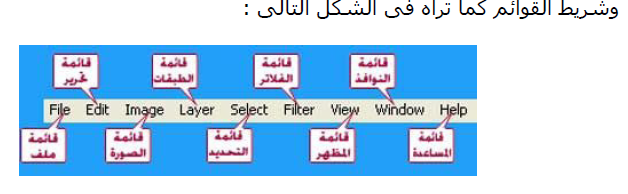 وشريط القوائم كما تراه فى الشكل التالى :
قائمة تحرير
قائمة الطبقات
قائمة الفلاتر
قائمة النوافذ
File Edit Image Layer Select Filter View Window Help
قائمة ملف
قائمة الصورة
قائمة التحديد
قائمة المظهر
قائمة المساعدة